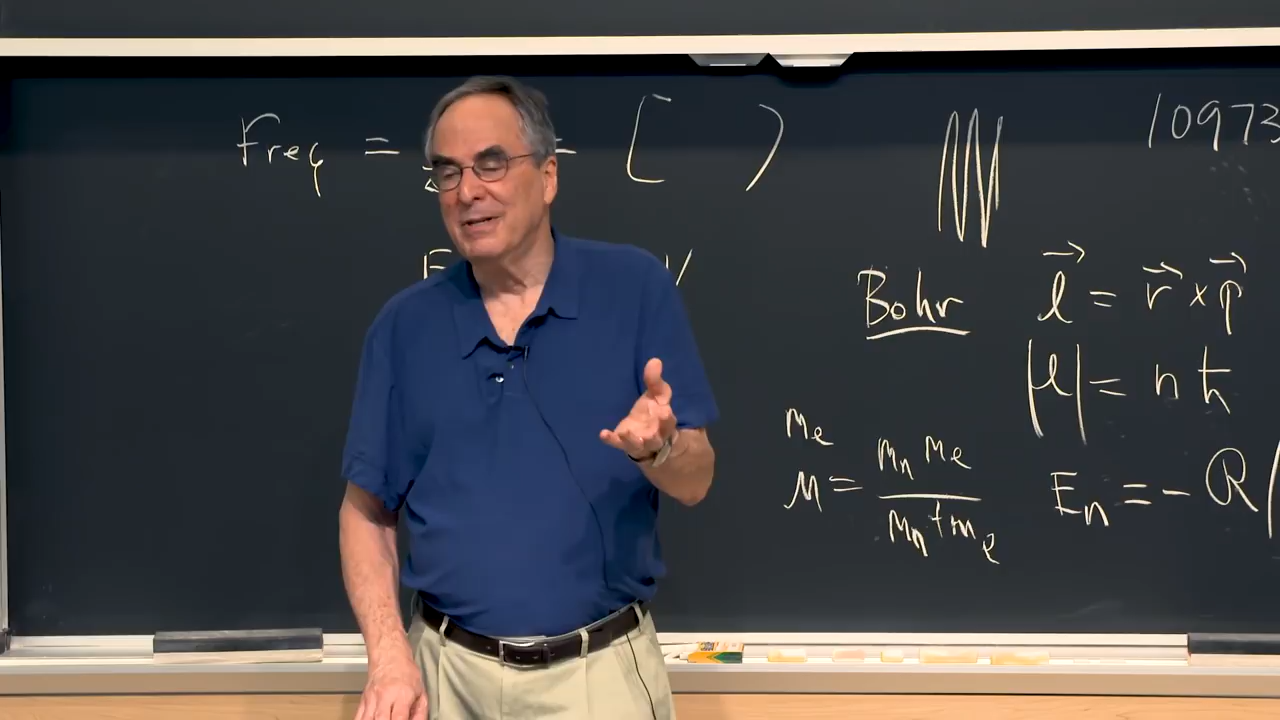 Freq = = [ )
10973
Bohr
l⃗ = r⃗ × p⃗
|l| = n ħ
me
μ = mn me / mn + me
En = - R